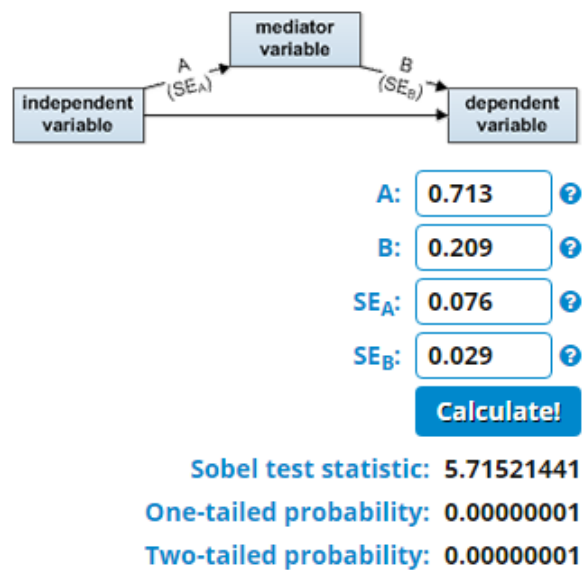 mediator
variable
A
(SEA)
B
(SEB)
independent
variable
dependent
variable
A: 0.713
B: 0.209
SEA: 0.076
SEB: 0.029
Calculate!
Sobel test statistic: 5.71521441
One-tailed probability: 0.00000001
Two-tailed probability: 0.00000001